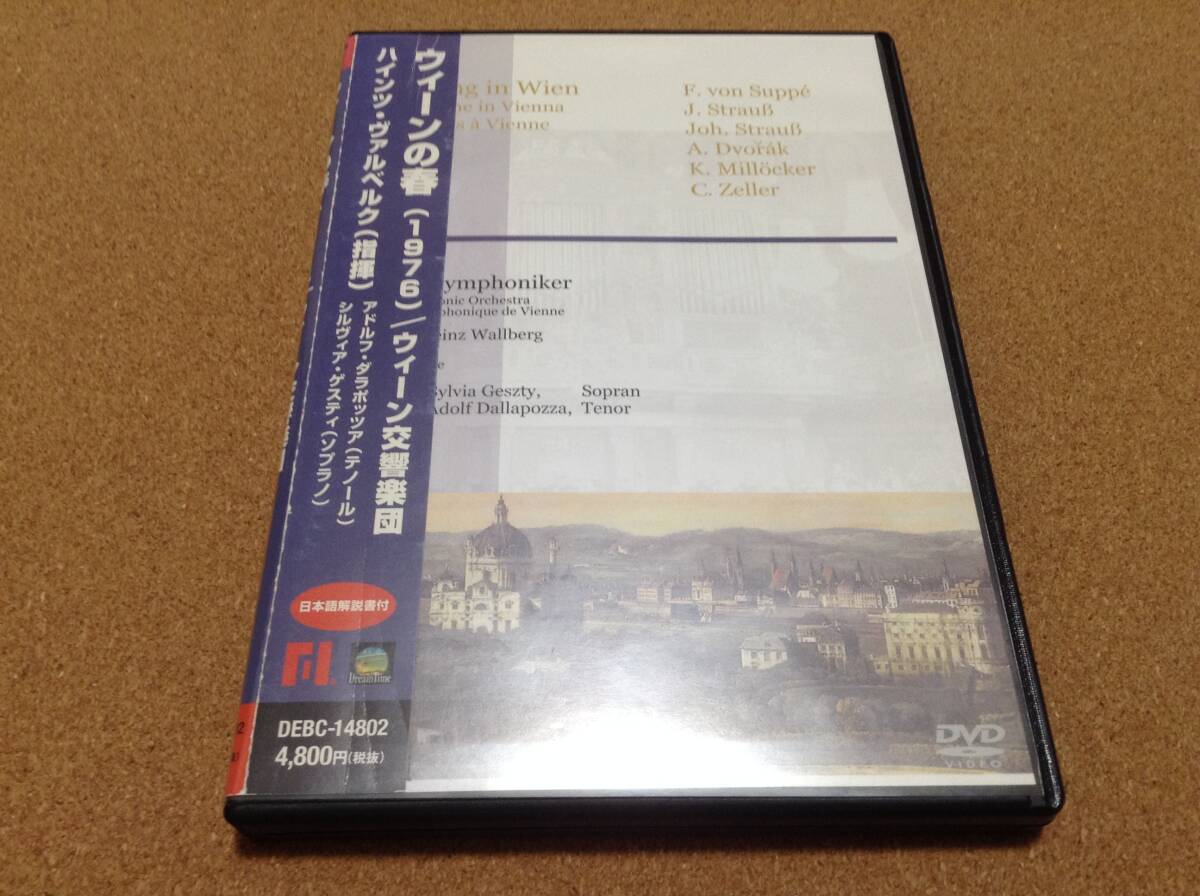 ウィーンの春（1976）／ウィーン交響楽団
ハインツ・ヴァルベルク（指揮）
アドルフ・ダラポッツア（テノール）
シルヴィア・ゲスティ（ソプラノ）
日本語解説書付
DreamTime
DEBC-14802
4,800円（税抜）
in Wien
in Vienna
à Vienne
F. von Suppé
J. Strauß
Joh. Strauß
A. Dvořák
K. Millöcker
C. Zeller
ymphoniker
onic Orchestra
phonique de Vienne
einz Wallberg
Sylvia Geszty, Sopran
Adolf Dallapozza, Tenor
DVD
VIDEO